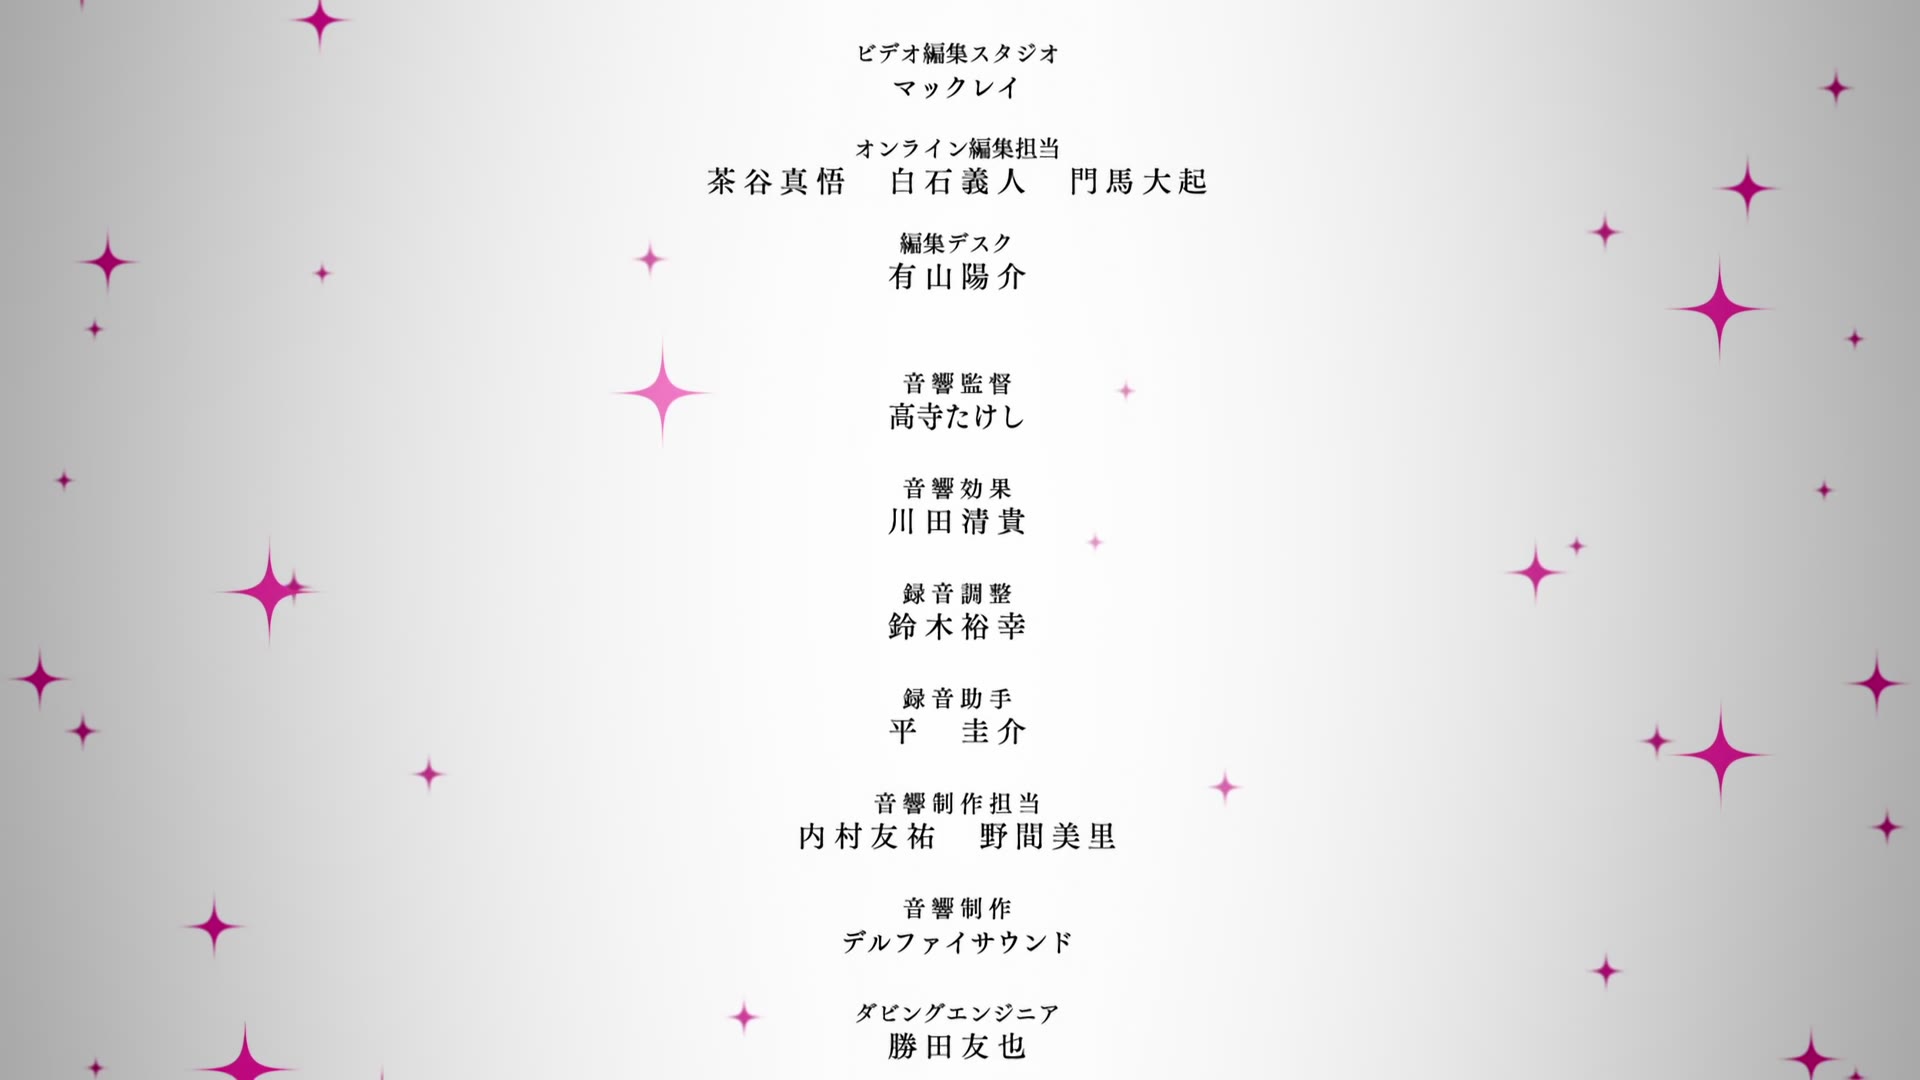 ビデオ編集スタジオ
マックレイ
オンライン編集担当
茶谷真悟　白石義人　門馬大起
編集デスク
有山陽介
音響監督
高寺たけし
音響効果
川田清貴
録音調整
鈴木裕幸
録音助手
平　圭介
音響制作担当
内村友祐　野間美里
音響制作
デルファイサウンド
ダビングエンジニア
勝田友也